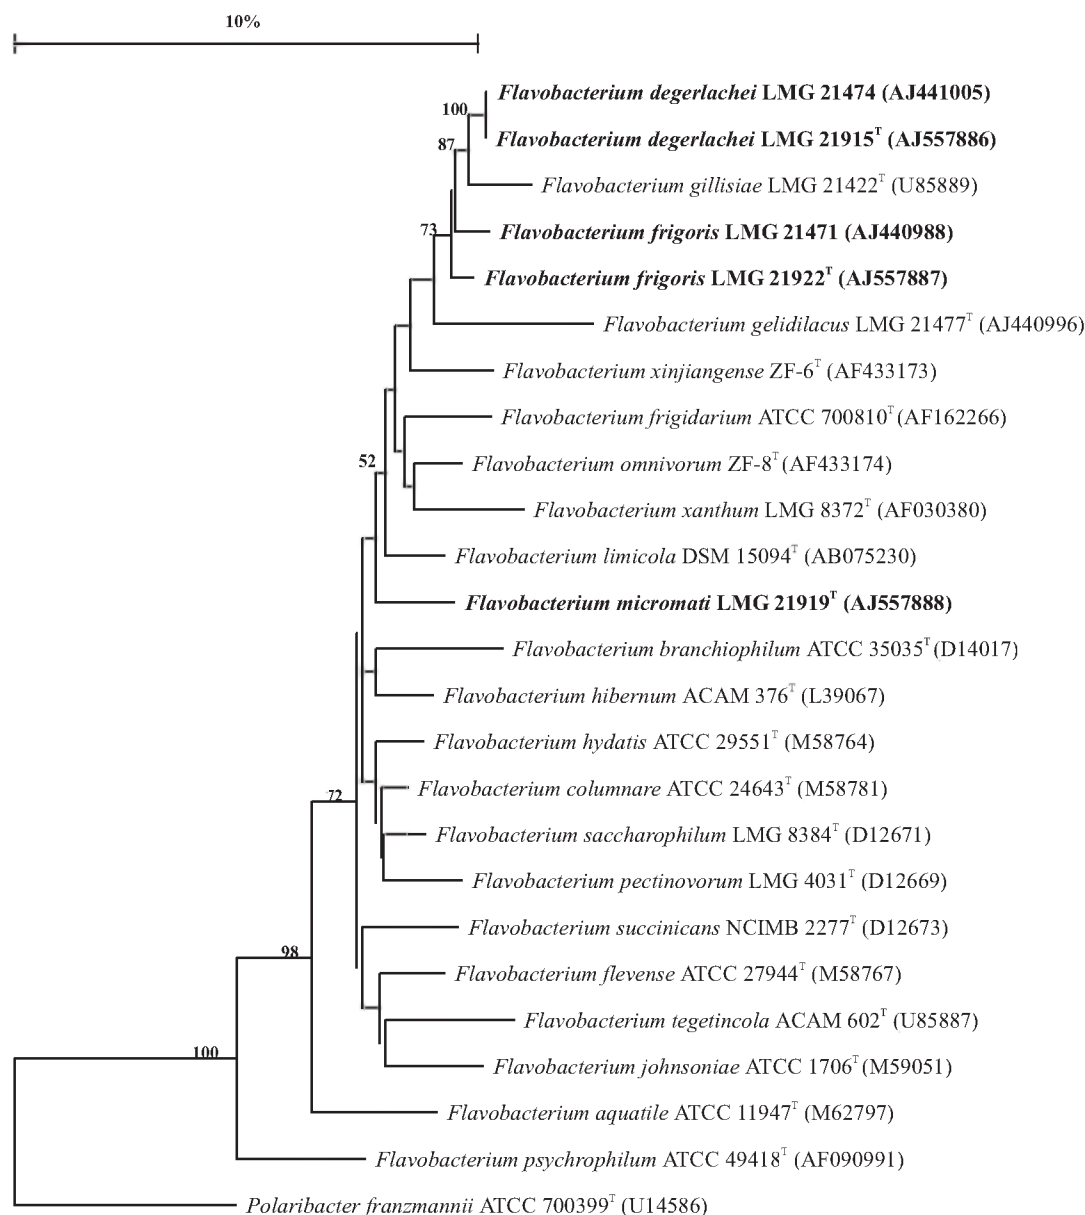 10%
Flavobacterium degerlachei LMG 21474 (AJ441005)
100
Flavobacterium degerlachei LMG 21915ᵀ (AJ557886)
87
Flavobacterium gillisiae LMG 21422ᵀ (U85889)
73
Flavobacterium frigoris LMG 21471 (AJ440988)
Flavobacterium frigoris LMG 21922ᵀ (AJ557887)
Flavobacterium gelidilacus LMG 21477ᵀ (AJ440996)
Flavobacterium xinjiangense ZF-6ᵀ (AF433173)
Flavobacterium frigidarium ATCC 700810ᵀ (AF162266)
52
Flavobacterium omnivorum ZF-8ᵀ (AF433174)
Flavobacterium xanthum LMG 8372ᵀ (AF030380)
Flavobacterium limicola DSM 15094ᵀ (AB075230)
Flavobacterium micromati LMG 21919ᵀ (AJ557888)
Flavobacterium branchiophilum ATCC 35035ᵀ (D14017)
Flavobacterium hibernum ACAM 376ᵀ (L39067)
Flavobacterium hydatis ATCC 29551ᵀ (M58764)
72
Flavobacterium columnare ATCC 24643ᵀ (M58781)
Flavobacterium saccharophilum LMG 8384ᵀ (D12671)
Flavobacterium pectinovorum LMG 4031ᵀ (D12669)
Flavobacterium succinicans NCIMB 2277ᵀ (D12673)
98
Flavobacterium flevense ATCC 27944ᵀ (M58767)
Flavobacterium tegetincola ACAM 602ᵀ (U85887)
100
Flavobacterium johnsoniae ATCC 1706ᵀ (M59051)
Flavobacterium aquatile ATCC 11947ᵀ (M62797)
Flavobacterium psychrophilum ATCC 49418ᵀ (AF090991)
Polaribacter franzmannii ATCC 700399ᵀ (U14586)